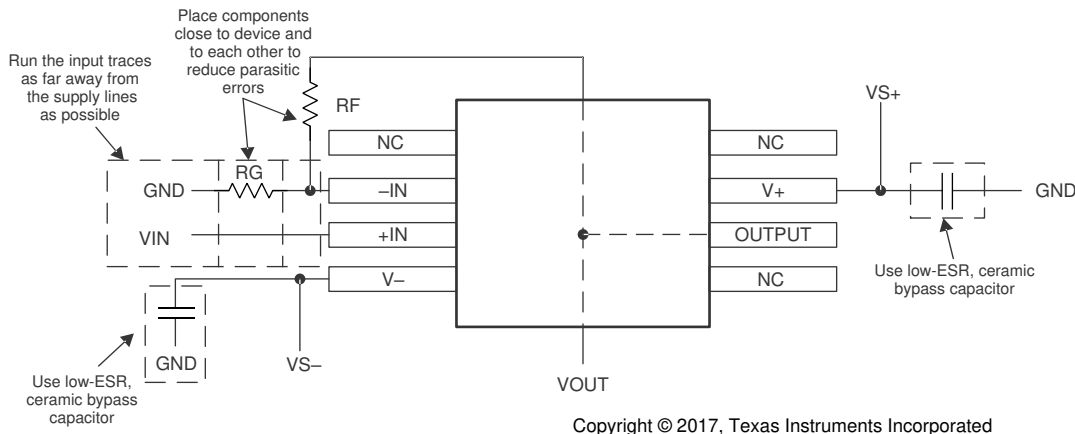 Place components
close to device and
to each other to
reduce parasitic
errors
Run the input traces
as far away from
the supply lines
as possible
RF
VS+
NC
NC
RG
GND
–IN
V+
GND
VIN
+IN
OUTPUT
V–
NC
Use low-ESR, ceramic
bypass capacitor
GND
VS–
Use low-ESR,
ceramic bypass
capacitor
VOUT
Copyright © 2017, Texas Instruments Incorporated